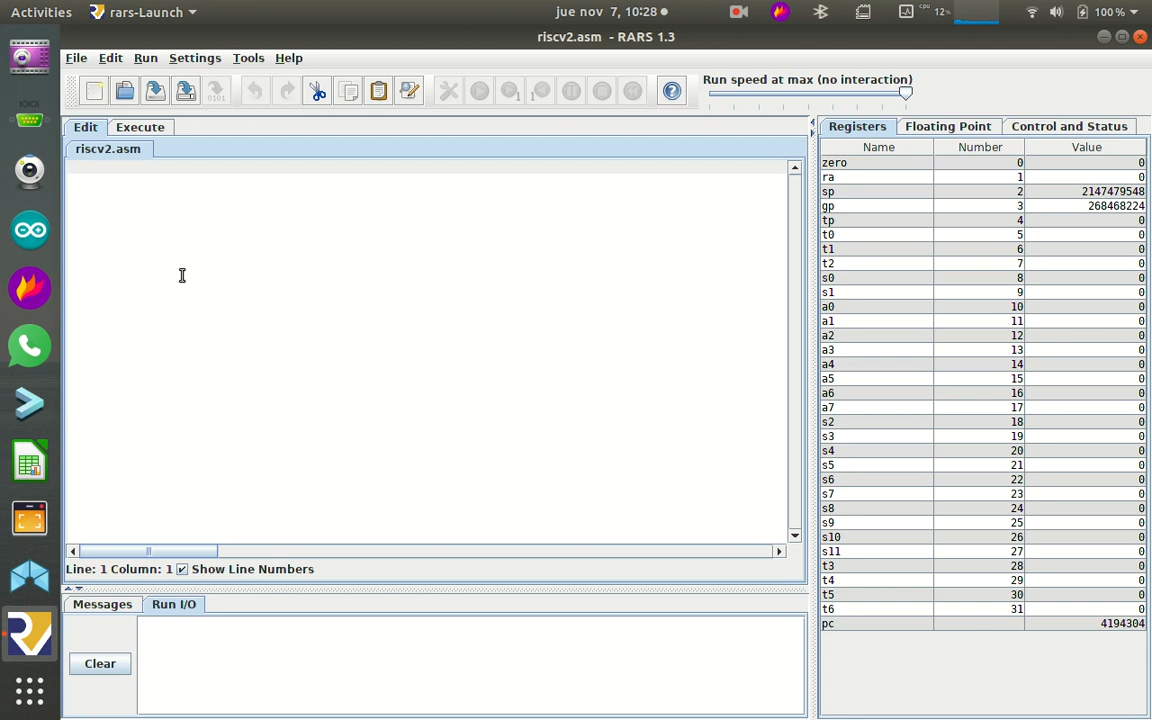 Activities rars-Launch jue nov 7, 10:28 cpu 12% 100%
riscv2.asm - RARS 1.3
File Edit Run Settings Tools Help
Run speed at max (no interaction)
Edit Execute
riscv2.asm
Line: 1 Column: 1 Show Line Numbers
Messages Run I/O
Clear
Registers Floating Point Control and Status
Name Number Value
zero 0 0
ra 1 0
sp 2 2147479548
gp 3 268468224
tp 4 0
t0 5 0
t1 6 0
t2 7 0
s0 8 0
s1 9 0
a0 10 0
a1 11 0
a2 12 0
a3 13 0
a4 14 0
a5 15 0
a6 16 0
a7 17 0
s2 18 0
s3 19 0
s4 20 0
s5 21 0
s6 22 0
s7 23 0
s8 24 0
s9 25 0
s10 26 0
s11 27 0
t3 28 0
t4 29 0
t5 30 0
t6 31 0
pc 4194304